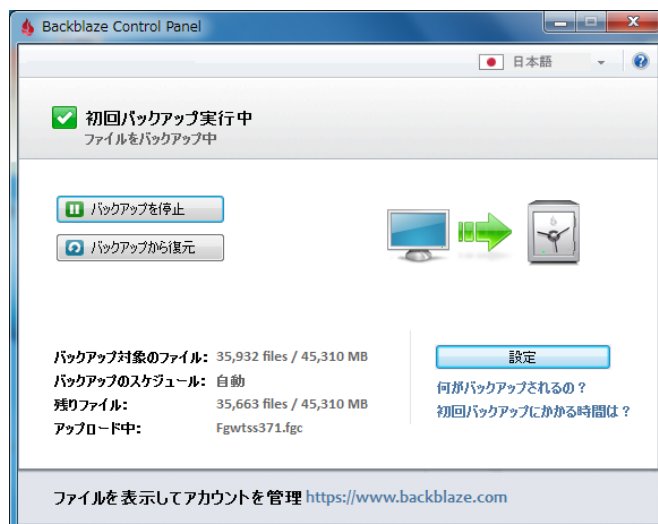 Backblaze Control Panel
日本語
初回バックアップ実行中
ファイルをバックアップ中
バックアップを停止
バックアップから復元
バックアップ対象のファイル: 35,932 files / 45,310 MB
バックアップのスケジュール: 自動
残りファイル: 35,663 files / 45,310 MB
アップロード中: Fgwtss371.fgc
設定
何がバックアップされるの？
初回バックアップにかかる時間は？
ファイルを表示してアカウントを管理 https://www.backblaze.com